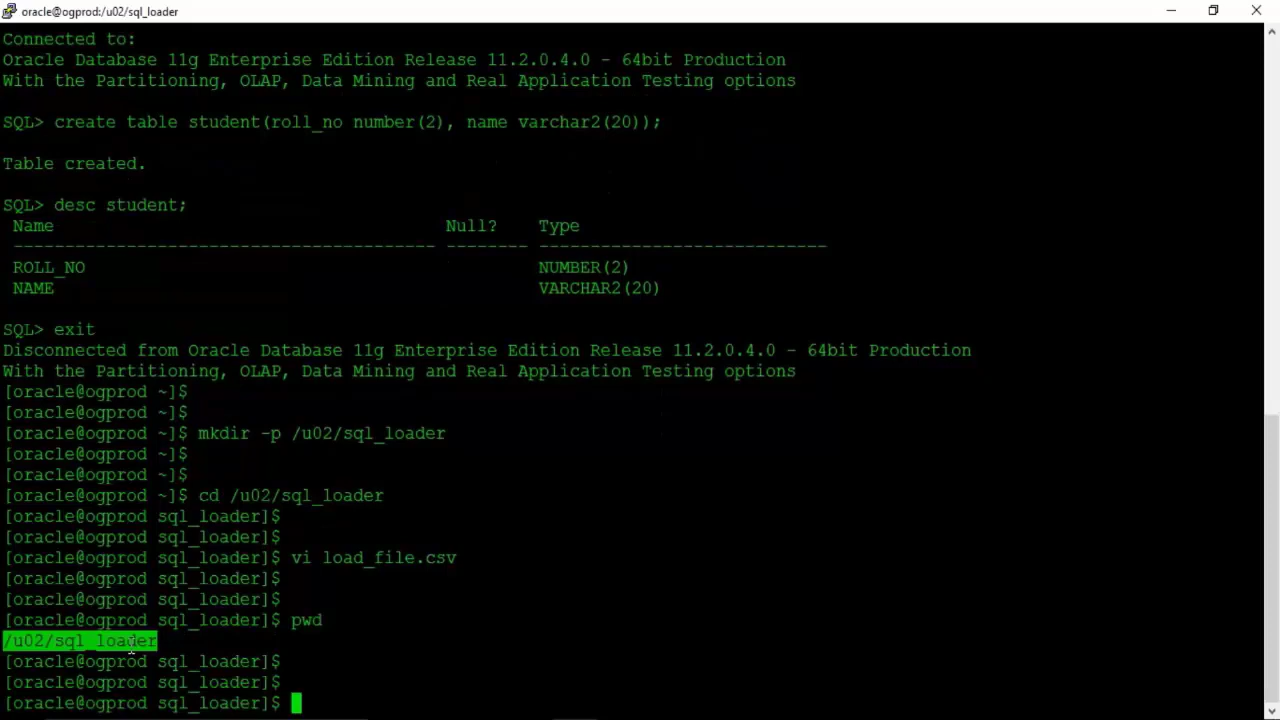 oracle@ogprod:/u02/sql_loader
Connected to:
Oracle Database 11g Enterprise Edition Release 11.2.0.4.0 - 64bit Production
With the Partitioning, OLAP, Data Mining and Real Application Testing options
SQL> create table student(roll_no number(2), name varchar2(20));
Table created.
SQL> desc student;
Name Null? Type
----------------------------------------- -------- ----------------------------
ROLL_NO NUMBER(2)
NAME VARCHAR2(20)
SQL> exit
Disconnected from Oracle Database 11g Enterprise Edition Release 11.2.0.4.0 - 64bit Production
With the Partitioning, OLAP, Data Mining and Real Application Testing options
[oracle@ogprod ~]$
[oracle@ogprod ~]$
[oracle@ogprod ~]$ mkdir -p /u02/sql_loader
[oracle@ogprod ~]$
[oracle@ogprod ~]$
[oracle@ogprod ~]$ cd /u02/sql_loader
[oracle@ogprod sql_loader]$
[oracle@ogprod sql_loader]$
[oracle@ogprod sql_loader]$ vi load_file.csv
[oracle@ogprod sql_loader]$
[oracle@ogprod sql_loader]$
[oracle@ogprod sql_loader]$ pwd
/u02/sql_loader
[oracle@ogprod sql_loader]$
[oracle@ogprod sql_loader]$
[oracle@ogprod sql_loader]$